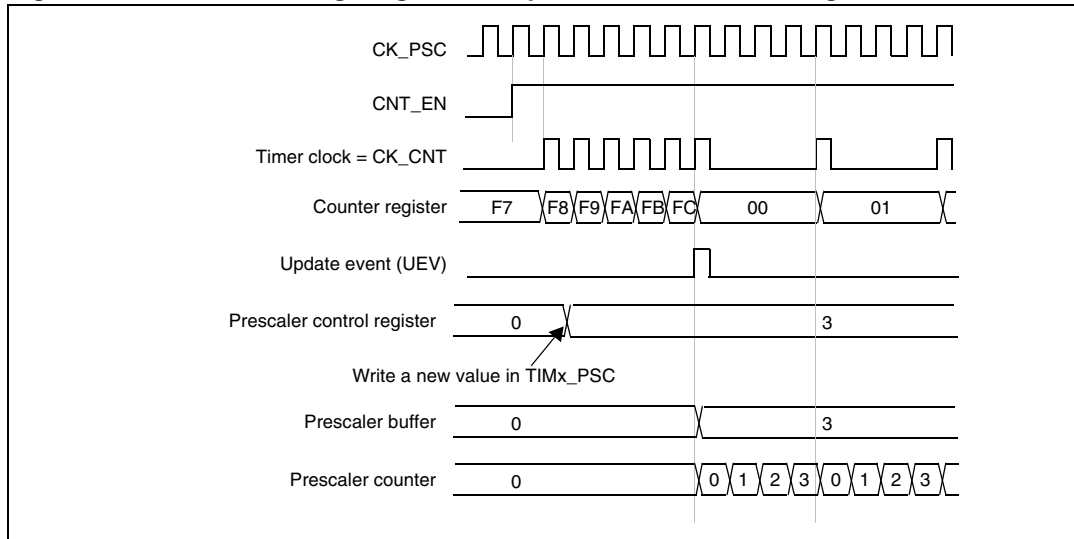 CK_PSC
CNT_EN
Timer clock = CK_CNT
Counter register F7 F8 F9 FA FB FC 00 01
Update event (UEV)
Prescaler control register 0 3
Write a new value in TIMx_PSC
Prescaler buffer 0 3
Prescaler counter 0 0 1 2 3 0 1 2 3